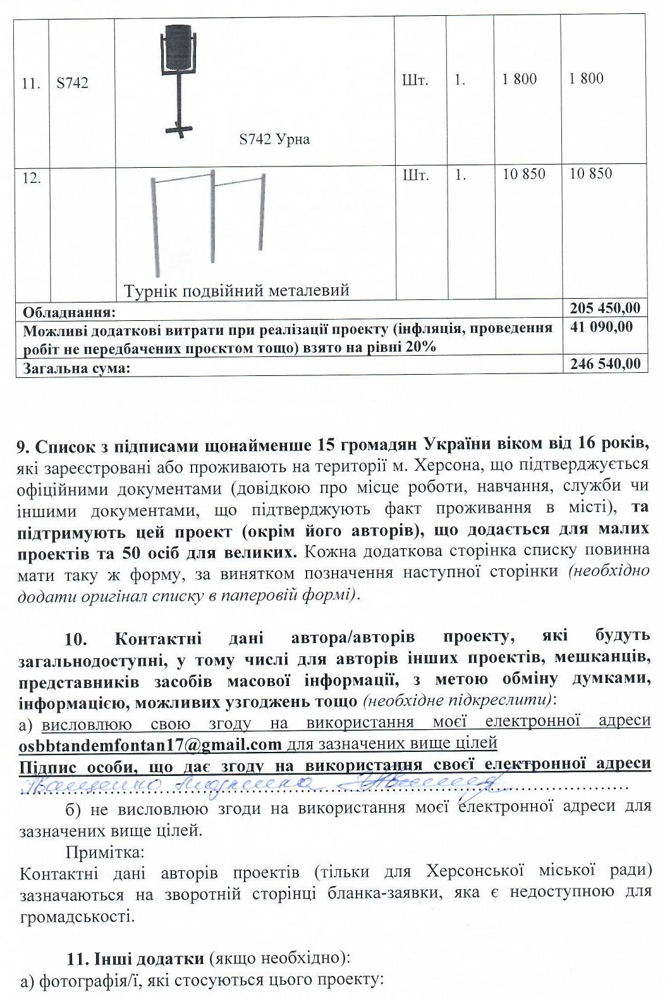 11. S742 Шт. 1. 1 800 1 800
S742 Урна
12. Шт. 1. 10 850 10 850
Турнік подвійний металевий
Обладнання: 205 450,00
Можливі додаткові витрати при реалізації проекту (інфляція, проведення 41 090,00
робіт не передбачених проєктом тощо) взято на рівні 20%
Загальна сума: 246 540,00
9. Список з підписами щонайменше 15 громадян України віком від 16 років,
які зареєстровані або проживають на території м. Херсона, що підтверджується
офіційними документами (довідкою про місце роботи, навчання, служби чи
іншими документами, що підтверджують факт проживання в місті), та
підтримують цей проект (окрім його авторів), що додається для малих
проектів та 50 осіб для великих. Кожна додаткова сторінка списку повинна
мати таку ж форму, за винятком позначення наступної сторінки (необхідно
додати оригінал списку в паперовій формі).
10. Контактні дані автора/авторів проекту, які будуть
загальнодоступні, у тому числі для авторів інших проектів, мешканців,
представників засобів масової інформації, з метою обміну думками,
інформацією, можливих узгоджень тощо (необхідне підкреслити):
а) висловлюю свою згоду на використання моєї електронної адреси
osbbtandemfontan17@gmail.com для зазначених вище цілей
Підпис особи, що дає згоду на використання своєї електронної адреси
Іващенко Людмила
б) не висловлюю згоди на використання моєї електронної адреси для
зазначених вище цілей.
Примітка:
Контактні дані авторів проектів (тільки для Херсонської міської ради)
зазначаються на зворотній сторінці бланка-заявки, яка є недоступною для
громадськості.
11. Інші додатки (якщо необхідно):
а) фотографія/ї, які стосуються цього проекту: